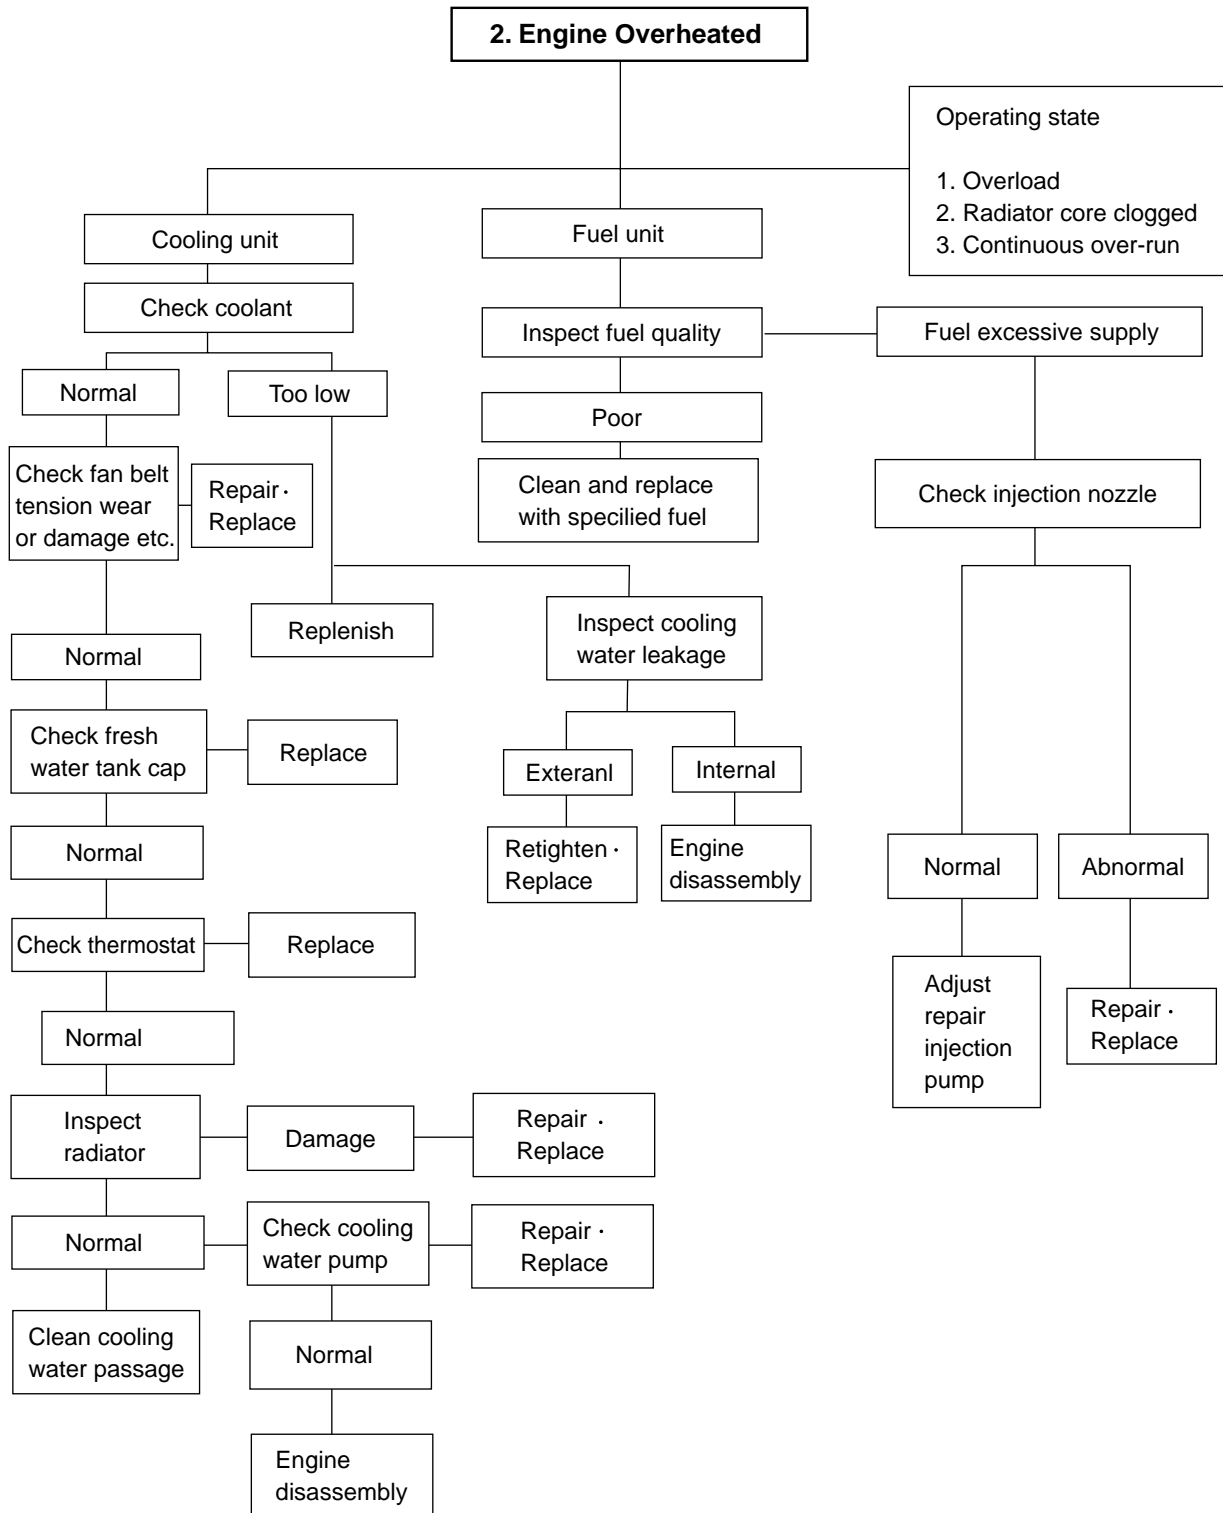 2. Engine Overheated
Operating state
1. Overload
2. Radiator core clogged
3. Continuous over-run
Cooling unit
Fuel unit
Check coolant
Inspect fuel quality
Fuel excessive supply
Normal
Too low
Poor
Check fan belt
tension wear
or damage etc.
Repair ·
Replace
Clean and replace
with specilied fuel
Check injection nozzle
Normal
Replenish
Inspect cooling
water leakage
Check fresh
water tank cap
Replace
Exteranl
Internal
Normal
Retighten ·
Replace
Engine
disassembly
Normal
Abnormal
Check thermostat
Replace
Adjust
repair
injection
pump
Repair ·
Replace
Normal
Inspect
radiator
Damage
Repair ·
Replace
Normal
Check cooling
water pump
Repair ·
Replace
Clean cooling
water passage
Normal
Engine
disassembly